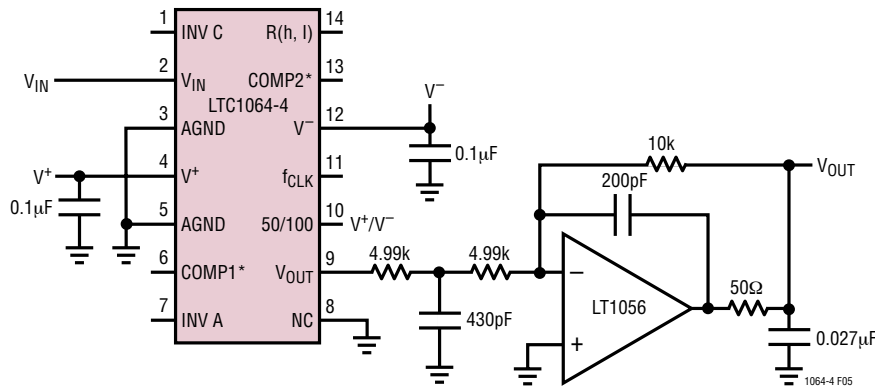 1 INV C R(h, l) 14
V⁻
2 V_IN COMP2* 13
V_IN
LTC1064-4
3 AGND V⁻ 12
10k
V_OUT
0.1µF
4 V⁺ f_CLK 11
V⁺
200pF
0.1µF
5 AGND 50/100 10 V⁺/V⁻
6 COMP1* V_OUT 9
4.99k 4.99k
−
50Ω
LT1056
7 INV A NC 8
430pF
+
0.027µF
1064-4 F05